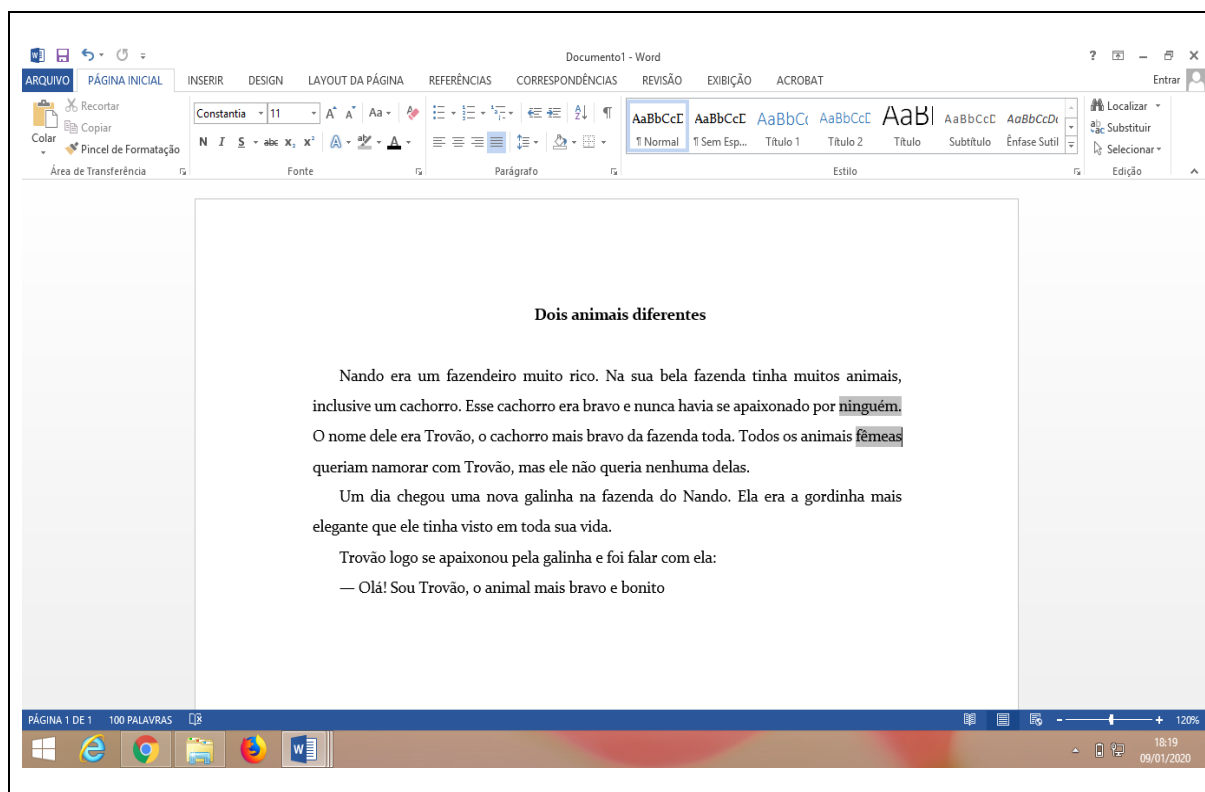 Documento1 - Word
ARQUIVO PÁGINA INICIAL INSERIR DESIGN LAYOUT DA PÁGINA REFERÊNCIAS CORRESPONDÊNCIAS REVISÃO EXIBIÇÃO ACROBAT Entrar
Colar
Recortar
Copiar
Pincel de Formatação
Área de Transferência
Constantia 11
N I S abc X₂ X²
Fonte
Parágrafo
AaBbCcD AaBbCcD AaBbC AaBbCcD AaBl AaBbCcD AaBbCcDc
¶ Normal ¶ Sem Esp... Título 1 Título 2 Título Subtítulo Ênfase Sutil
Estilo
Localizar
Substituir
Selecionar
Edição
Dois animais diferentes
Nando era um fazendeiro muito rico. Na sua bela fazenda tinha muitos animais,
inclusive um cachorro. Esse cachorro era bravo e nunca havia se apaixonado por ninguém.
O nome dele era Trovão, o cachorro mais bravo da fazenda toda. Todos os animais fêmeas
queriam namorar com Trovão, mas ele não queria nenhuma delas.
Um dia chegou uma nova galinha na fazenda do Nando. Ela era a gordinha mais
elegante que ele tinha visto em toda sua vida.
Trovão logo se apaixonou pela galinha e foi falar com ela:
— Olá! Sou Trovão, o animal mais bravo e bonito
PÁGINA 1 DE 1 100 PALAVRAS 120%
18:19
09/01/2020